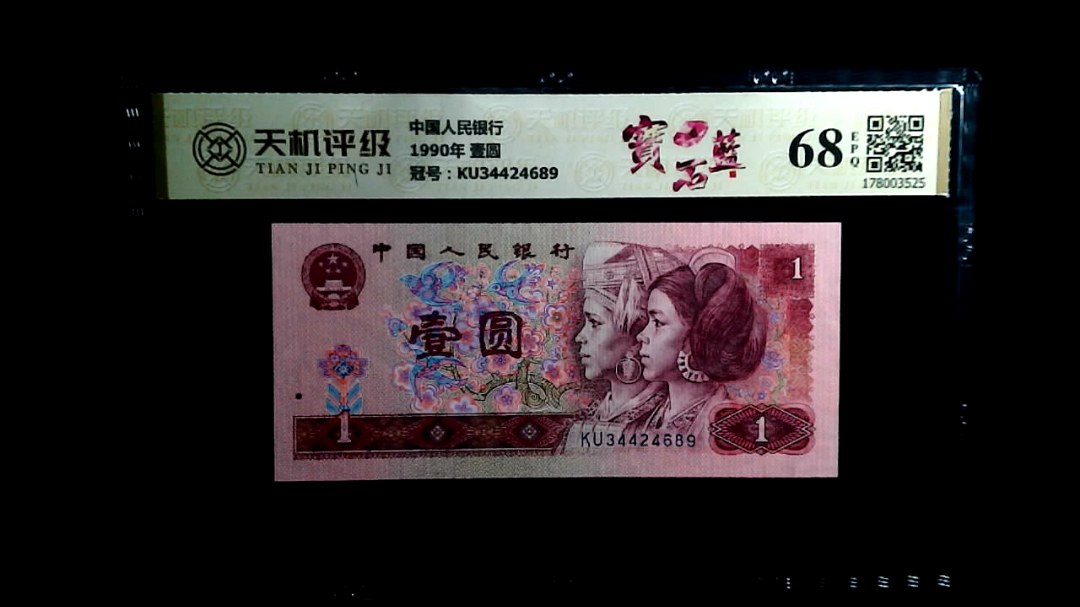 天机评级
TIAN JI PING JI
中国人民银行
1990年 壹圆
冠号：KU34424689
寶石藍
68
EPQ
178003525
中国人民银行
1
壹圆
1
KU34424689
1